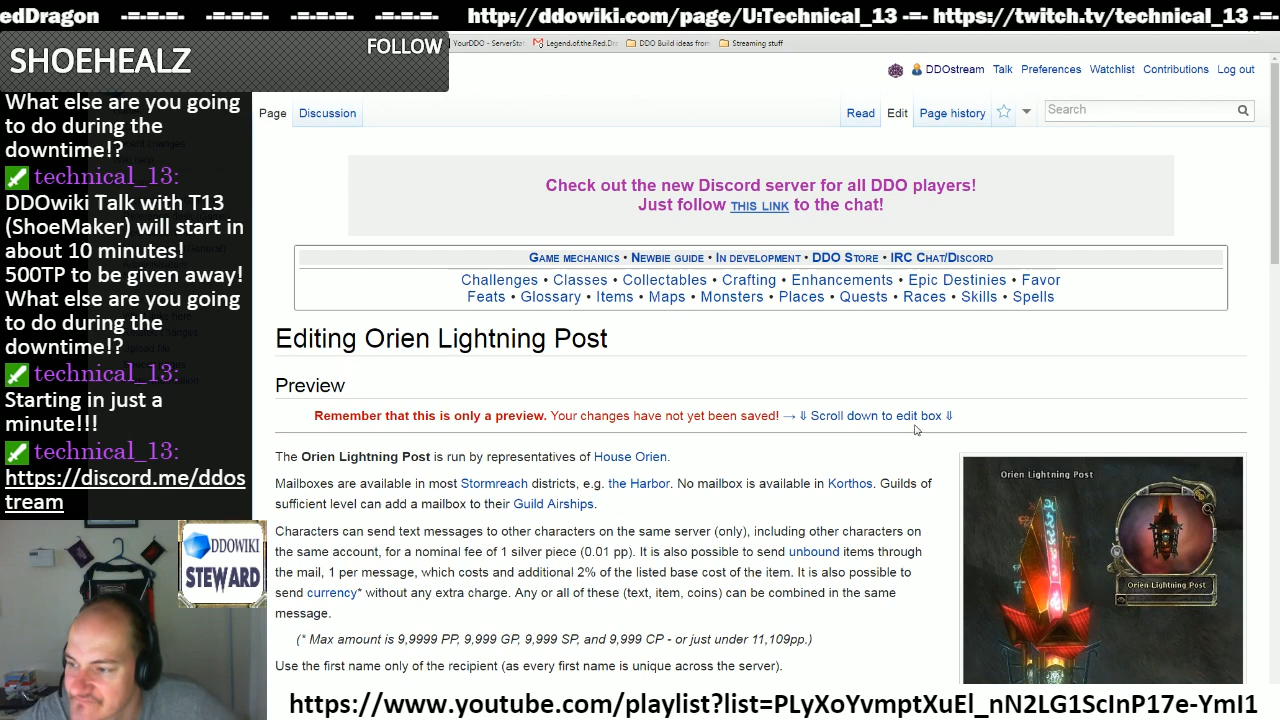 edDragon -=-=-=- -=-=-=- -=-=-=- -=-=-=- http://ddowiki.com/page/U:Technical_13 -=- https://twitch.tv/technical_13 -=-
SHOEHEALZ
FOLLOW
YourDDO - ServerStat
Legend.of.the.Red.Dra
DDO Build ideas from
Streaming stuff
DDOstream Talk Preferences Watchlist Contributions Log out
Page Discussion Read Edit Page history Search
What else are you going
to do during the
downtime!?
technical_13:
DDOwiki Talk with T13
(ShoeMaker) will start in
about 10 minutes!
500TP to be given away!
What else are you going
to do during the
downtime!?
technical_13:
Starting in just a
minute!!!
technical_13:
https://discord.me/ddos
tream
DDOWIKI
STEWARD
Check out the new Discord server for all DDO players!
Just follow THIS LINK to the chat!
Game mechanics • Newbie guide • In development • DDO Store • IRC Chat/Discord
Challenges • Classes • Collectables • Crafting • Enhancements • Epic Destinies • Favor
Feats • Glossary • Items • Maps • Monsters • Places • Quests • Races • Skills • Spells
Editing Orien Lightning Post
Preview
Remember that this is only a preview. Your changes have not yet been saved! → ⇓ Scroll down to edit box ⇓
The Orien Lightning Post is run by representatives of House Orien.
Mailboxes are available in most Stormreach districts, e.g. the Harbor. No mailbox is available in Korthos. Guilds of
sufficient level can add a mailbox to their Guild Airships.
Characters can send text messages to other characters on the same server (only), including other characters on
the same account, for a nominal fee of 1 silver piece (0.01 pp). It is also possible to send unbound items through
the mail, 1 per message, which costs and additional 2% of the listed base cost of the item. It is also possible to
send currency* without any extra charge. Any or all of these (text, item, coins) can be combined in the same
message.
(* Max amount is 9,9999 PP, 9,999 GP, 9,999 SP, and 9,999 CP - or just under 11,109pp.)
Use the first name only of the recipient (as every first name is unique across the server).
Orien Lightning Post
Orien Lightning Post
https://www.youtube.com/playlist?list=PLyXoYvmptXuEl_nN2LG1ScInP17e-YmI1